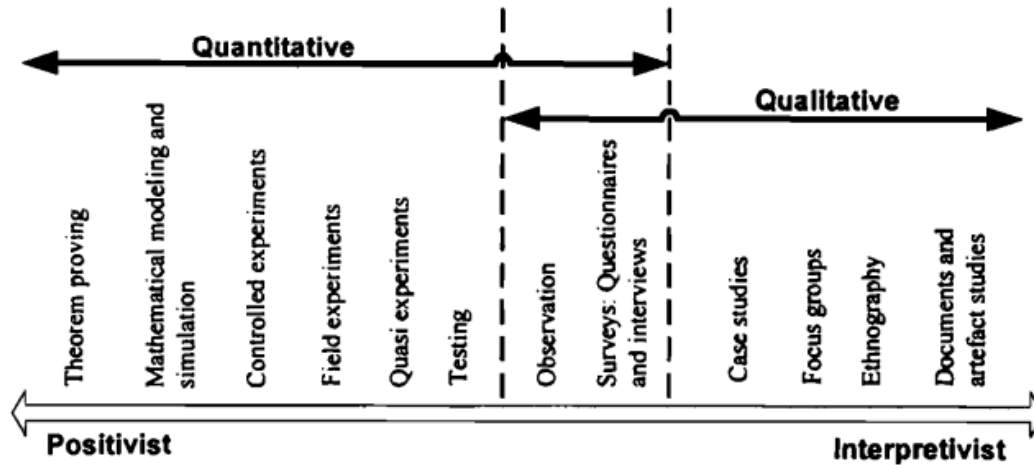 Quantitative
Qualitative
Theorem proving
Mathematical modeling and
simulation
Controlled experiments
Field experiments
Quasi experiments
Testing
Observation
Surveys: Questionnaires
and interviews
Case studies
Focus groups
Ethnography
Documents and
artefact studies
Positivist
Interpretivist